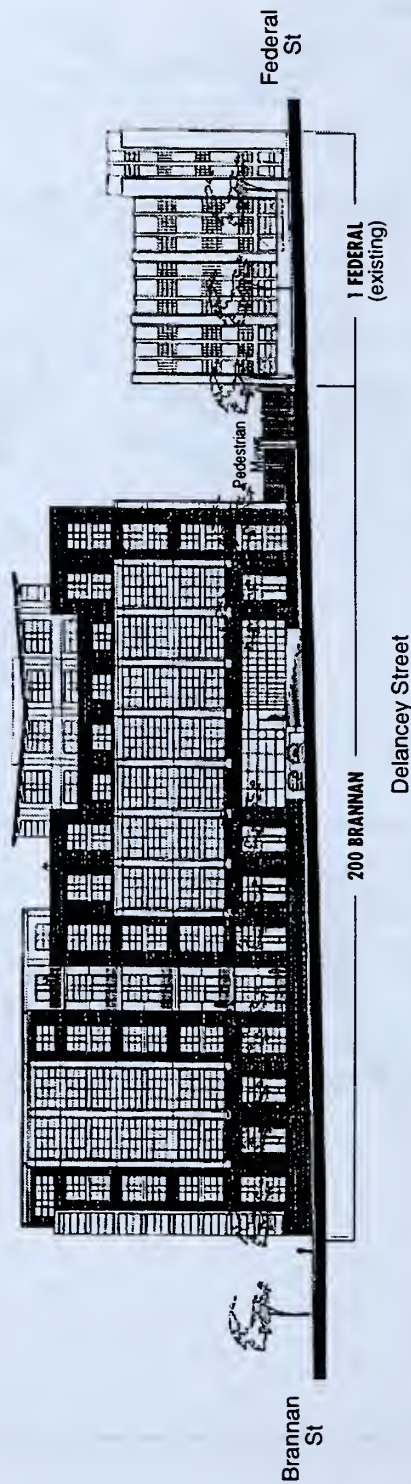 Brannan
St
200 BRANNAN
Pedestrian
Mews
1 FEDERAL
(existing)
Federal
St
Delancey Street